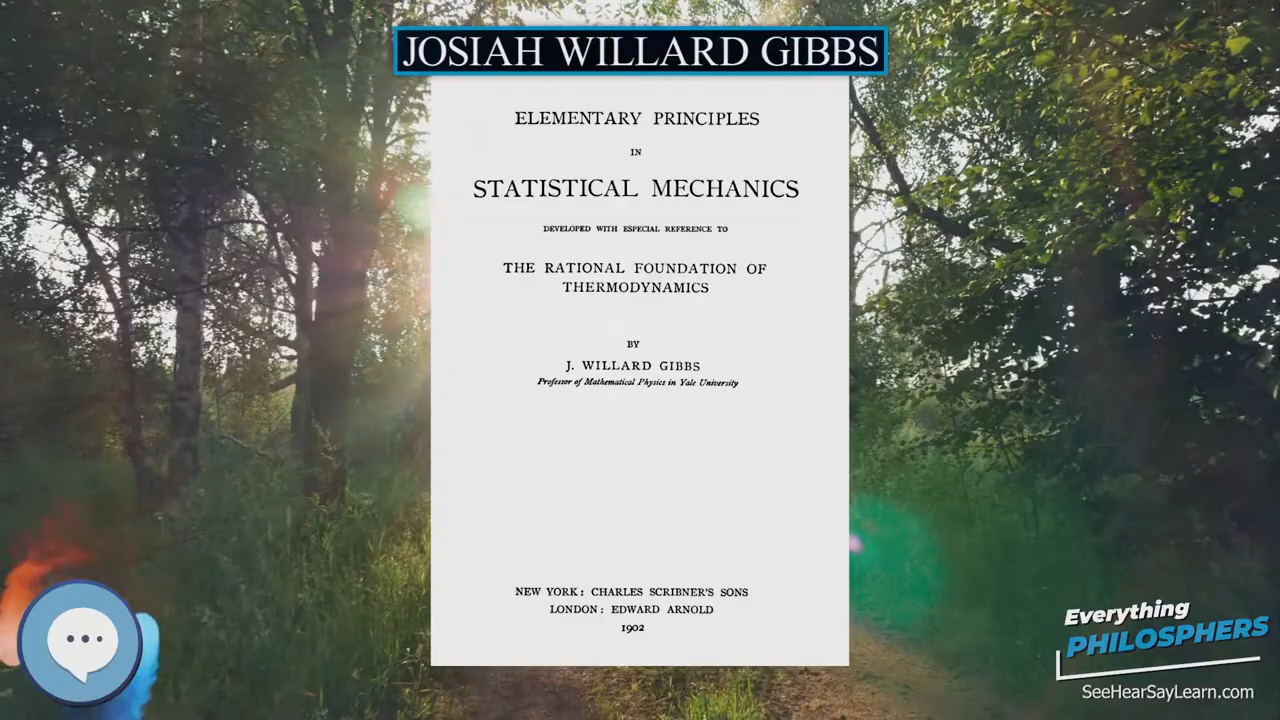 JOSIAH WILLARD GIBBS
ELEMENTARY PRINCIPLES
IN
STATISTICAL MECHANICS
DEVELOPED WITH ESPECIAL REFERENCE TO
THE RATIONAL FOUNDATION OF
THERMODYNAMICS
BY
J. WILLARD GIBBS
Professor of Mathematical Physics in Yale University
NEW YORK: CHARLES SCRIBNER'S SONS
LONDON: EDWARD ARNOLD
1902
Everything
PHILOSPHERS
SeeHearSayLearn.com